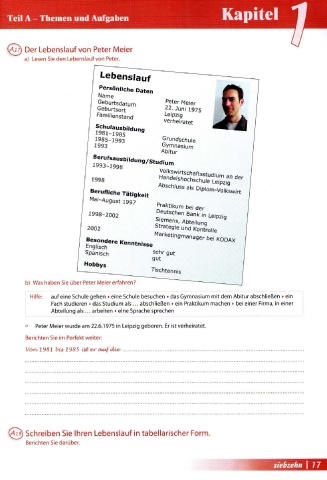 Teil A – Themen und Aufgaben
Kapitel 1
A22 Der Lebenslauf von Peter Meier
a) Lesen Sie den Lebenslauf von Peter.
Lebenslauf
Persönliche Daten
Name Peter Meier
Geburtsdatum 22. Juni 1975
Geburtsort Leipzig
Familienstand verheiratet
Schulausbildung
1981–1985 Grundschule
1985–1993 Gymnasium
1993 Abitur
Berufsausbildung/Studium
1993–1998 Volkswirtschaftsstudium an der
Handelshochschule Leipzig
1998 Abschluss als Diplom-Volkswirt
Berufliche Tätigkeit
Mai–August 1997 Praktikum bei der
Deutschen Bank in Leipzig
1998–2002 Siemens, Abteilung
Strategie und Kontrolle
2002 Marketingmanager bei KODAX
Besondere Kenntnisse
Englisch sehr gut
Spanisch gut
Hobbys Tischtennis
b) Was haben Sie über Peter Meier erfahren?
Hilfe: auf eine Schule gehen • eine Schule besuchen • das Gymnasium mit dem Abitur abschließen • ein
Fach studieren • das Studium als ... abschließen • ein Praktikum machen • bei einer Firma, in einer
Abteilung als ... arbeiten • eine Sprache sprechen
Peter Meier wurde am 22.6.1975 in Leipzig geboren. Er ist verheiratet.
Berichten Sie im Perfekt weiter:
Von 1981 bis 1985 ist er auf die
A23 Schreiben Sie Ihren Lebenslauf in tabellarischer Form.
Berichten Sie darüber.
siebzehn | 17